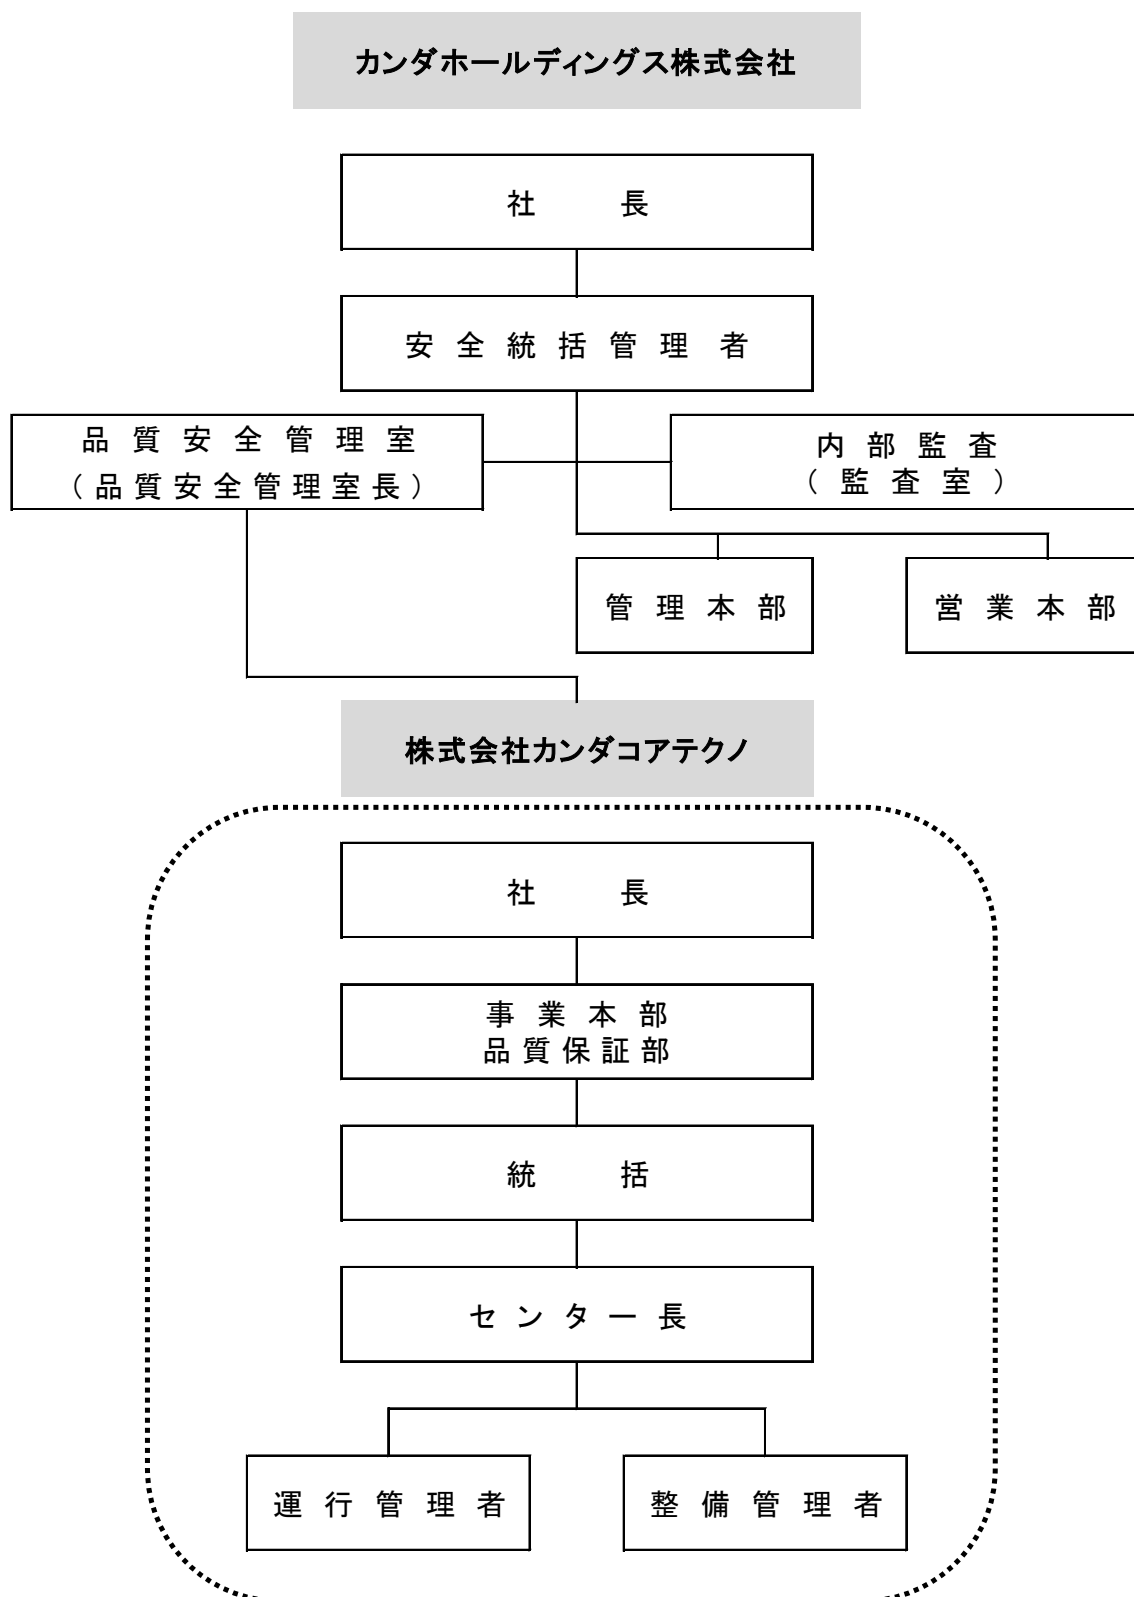 カンダホールディングス株式会社
社長
安全統括管理者
品質安全管理室
（品質安全管理室長）
内部監査
（監査室）
管理本部
営業本部
株式会社カンダコアテクノ
社長
事業本部
品質保証部
統括
センター長
運行管理者
整備管理者